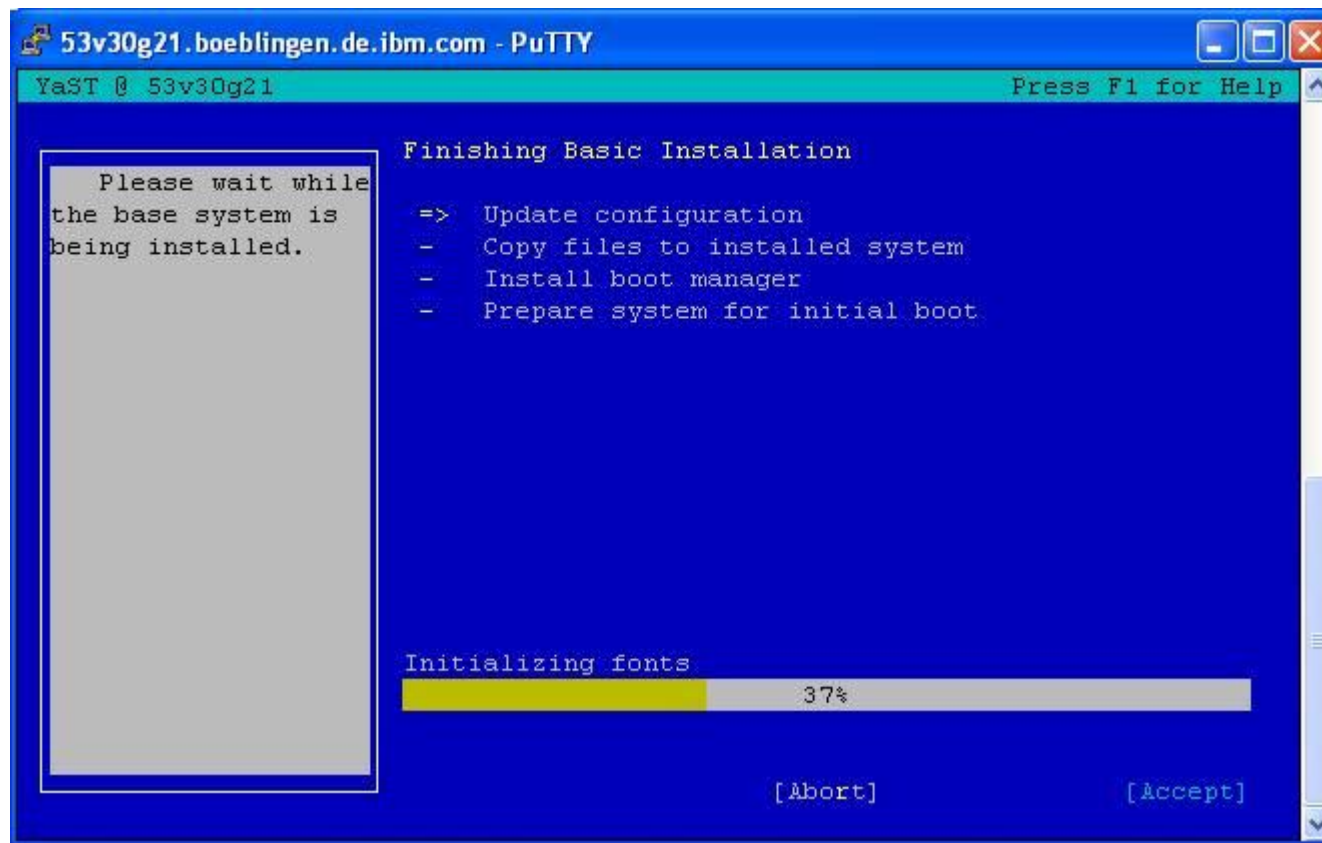 53v30g21.boeblingen.de.ibm.com - PuTTY
YaST @ 53v30g21 Press F1 for Help
Please wait while
the base system is
being installed.
Finishing Basic Installation
=> Update configuration
- Copy files to installed system
- Install boot manager
- Prepare system for initial boot
Initializing fonts
37%
[Abort] [Accept]